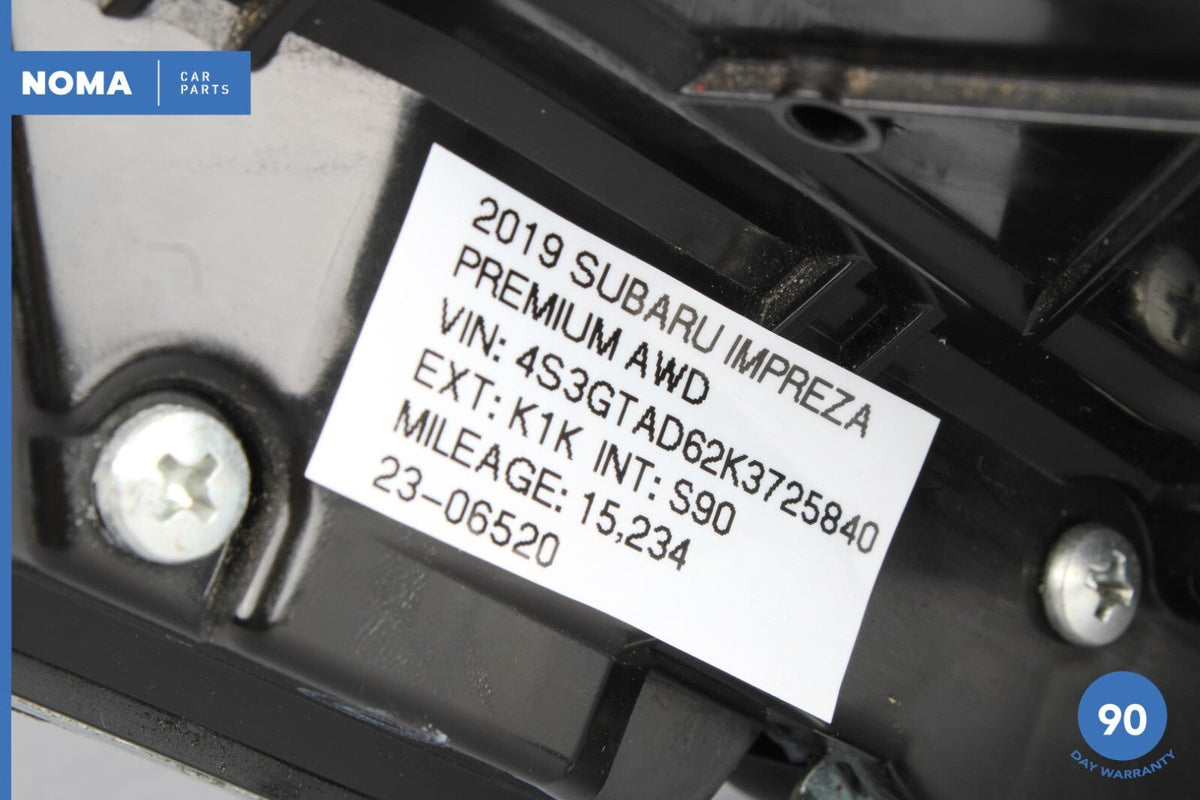 NOMA
CAR
PARTS
2019 SUBARU IMPREZA
PREMIUM AWD
VIN: 4S3GTAD62K3725840
EXT: K1K INT: S90
MILEAGE: 15,234
23-06520
90
DAY WARRANTY